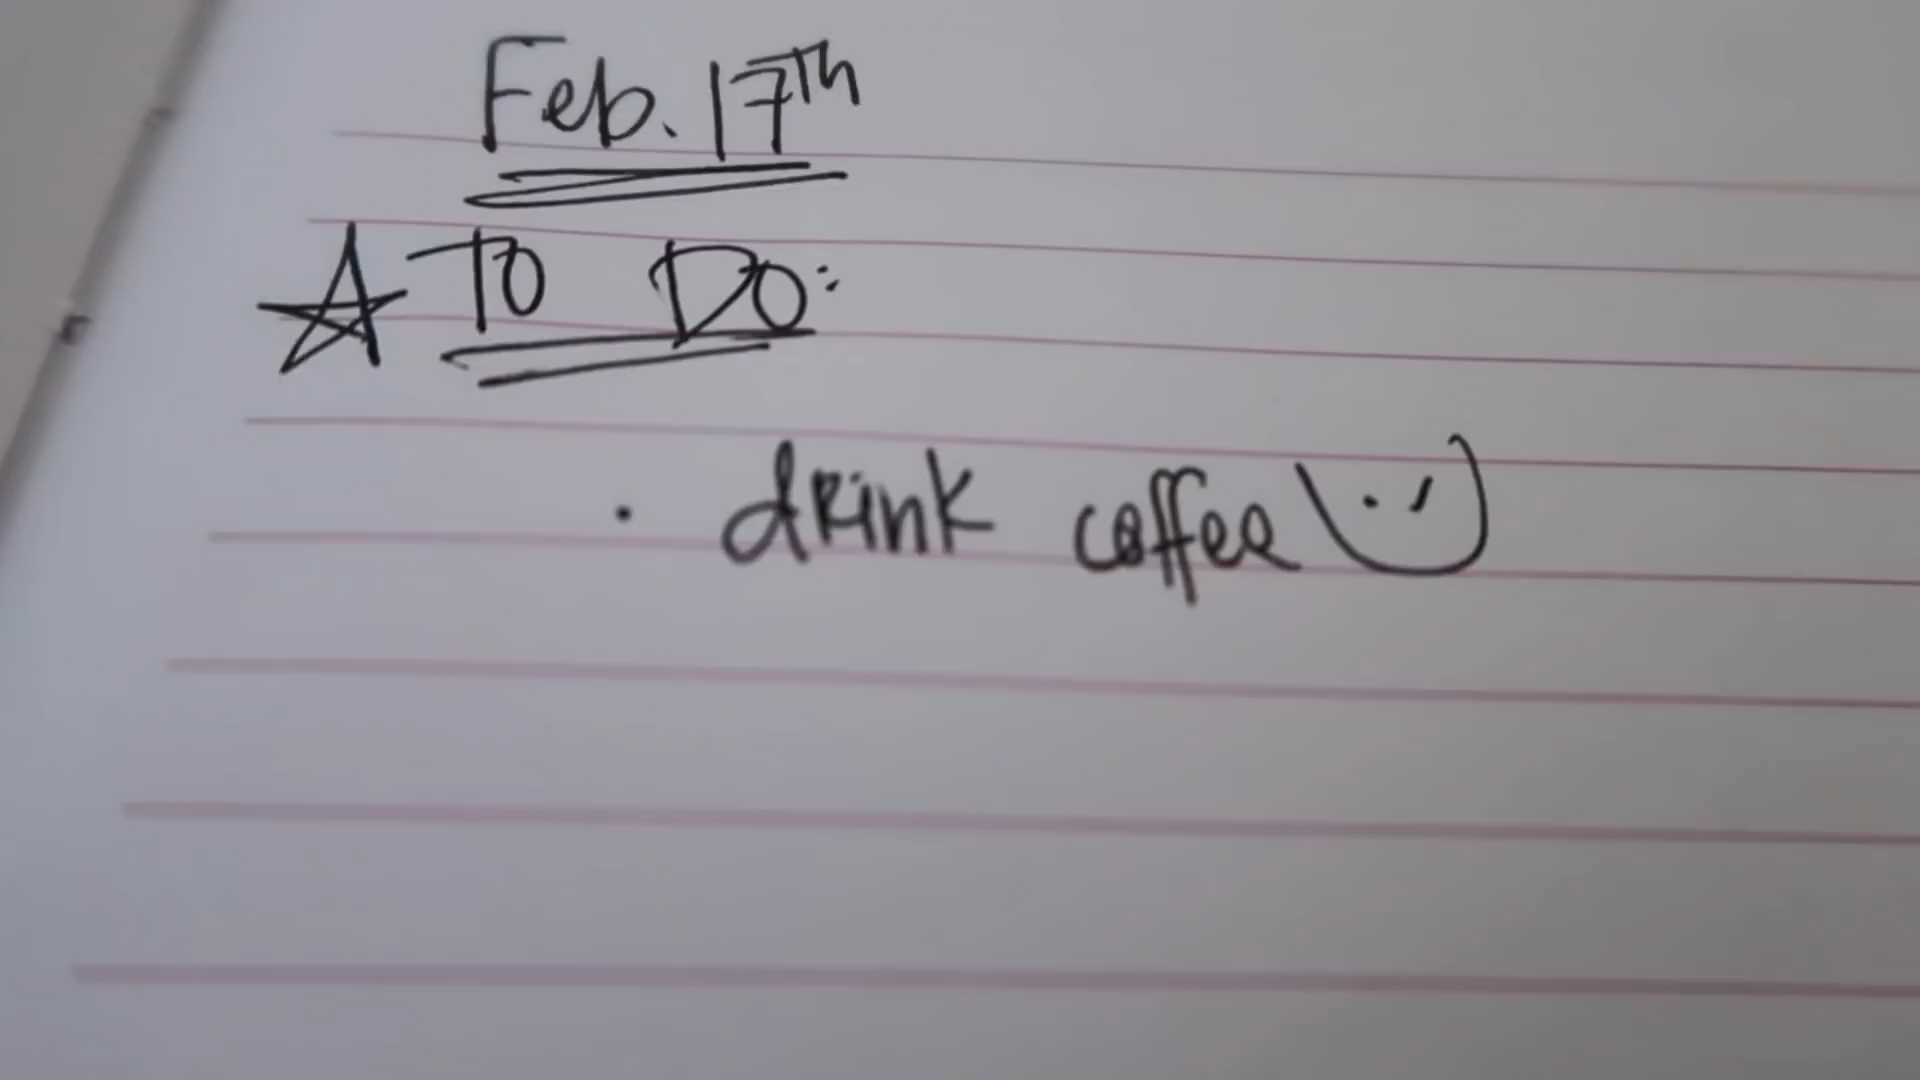 Feb. 17Th
☆ TO DO:
· drink coffee